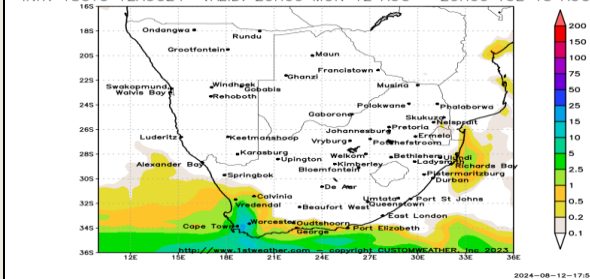 16S
Ondangwa
Rundu
18S
Grootfontein
20S
Maun
Francistown
Ghanzi
22S
Swakopmund
Windhoek
Gobabis
Musina
Walvis Bay
Rehoboth
24S
Polokwane
Phalaborwa
Gaborone
Skukuza
26S
Johannesburg
Pretoria
Nelspruit
Luderitz
Keetmanshoop
Vryburg
Potchefstroom
Ermelo
28S
Karasburg
Upington
Welkom
Bethlehem
Ulundi
Alexander Bay
Kimberley
Ladysmith
Richards Bay
Springbok
Bloemfontein
Pietermaritzburg
30S
Durban
De Aar
32S
Calvinia
Vredendal
Beaufort West
Umtata
Port St Johns
Queenstown
East London
34S
Cape Town
Worcester
Oudtshoorn
George
Port Elizabeth
36S
http://www.1stweather.com – copyright CUSTOMWEATHER, Inc 2023
12E
15E
18E
21E
24E
27E
30E
33E
36E
200
150
100
75
50
25
15
10
5
2.5
1
0.5
0.2
0.1